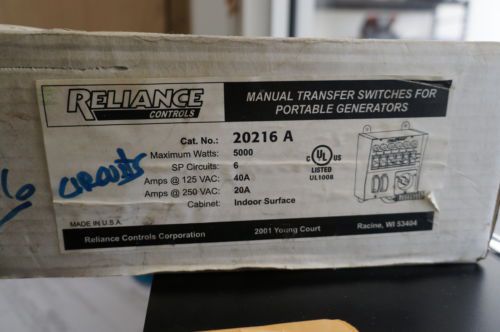 RELIANCE
CONTROLS
MANUAL TRANSFER SWITCHES FOR
PORTABLE GENERATORS
Cat. No.: 20216 A
Maximum Watts: 5000
SP Circuits: 6
Amps @ 125 VAC: 40A
Amps @ 250 VAC: 20A
Cabinet: Indoor Surface
C UL US
LISTED
UL1008
6
CIRCUITS
MADE IN U.S.A.
Reliance Controls Corporation 2001 Young Court Racine, WI 53404